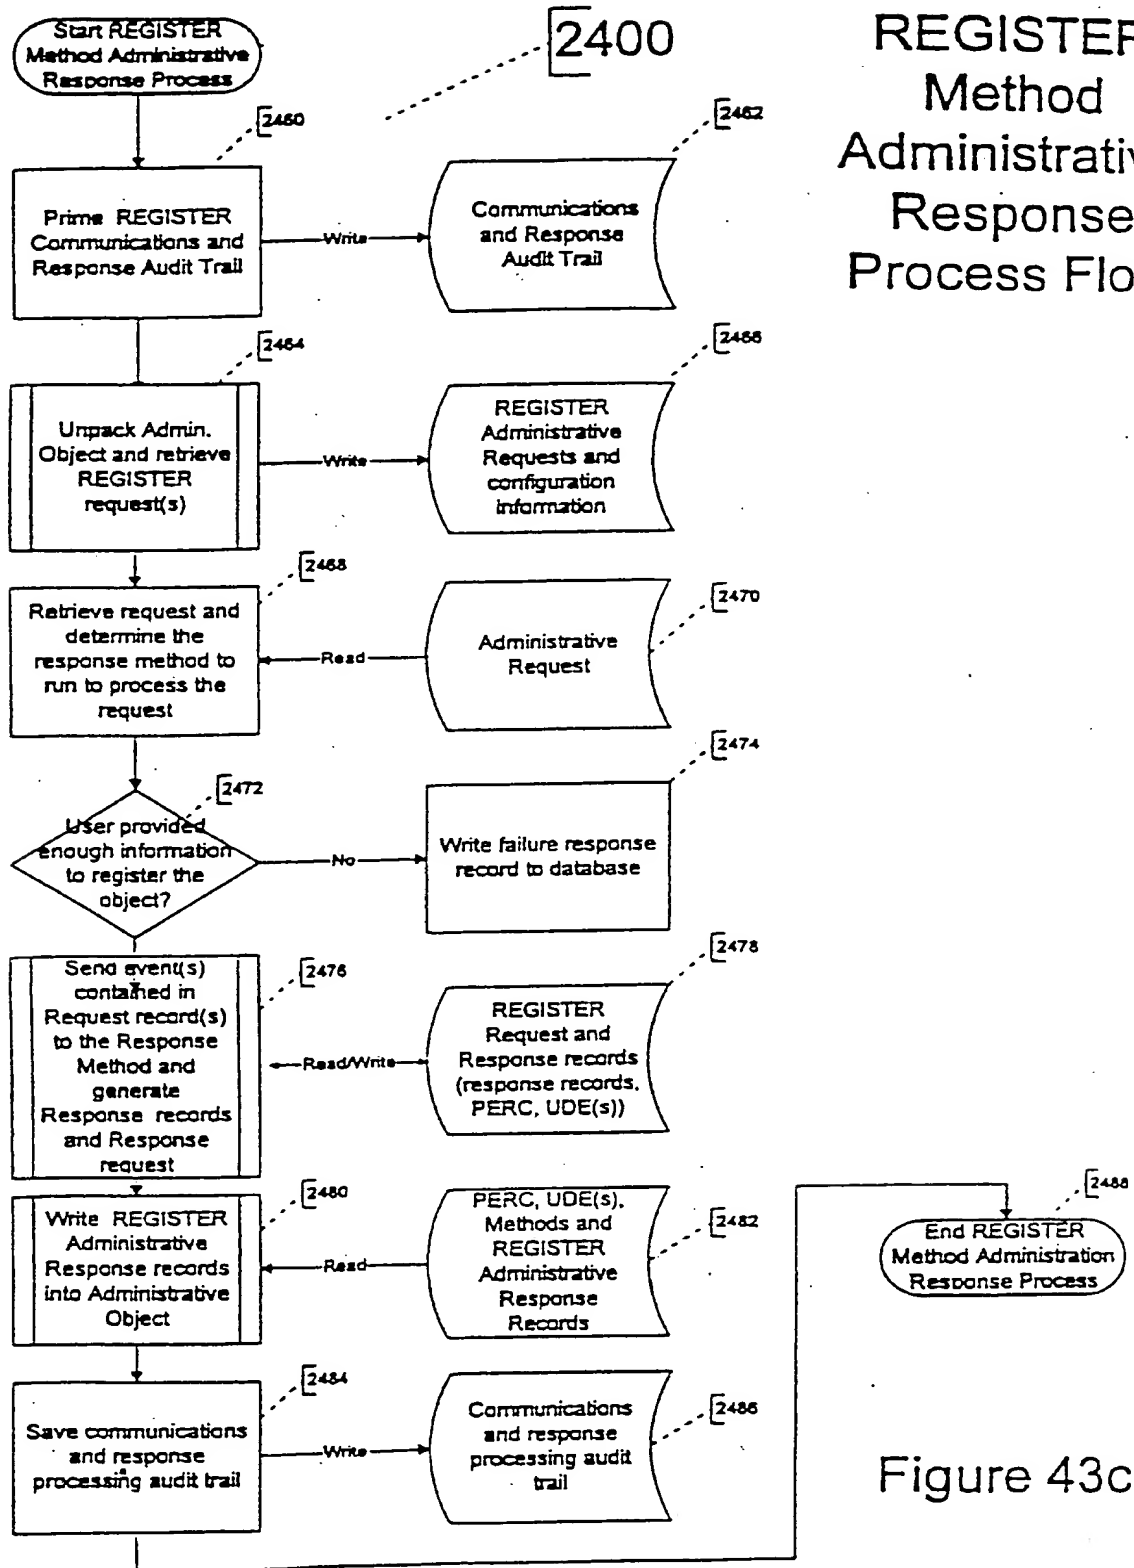 Start REGISTER
Method Administrative
Response Process
2400
REGISTER
Method
Administrativ
Response
Process Flo
2460
Prime REGISTER
Communications and
Response Audit Trail
Write
2462
Communications
and Response
Audit Trail
2464
Unpack Admin.
Object and retrieve
REGISTER
request(s)
Write
2466
REGISTER
Administrative
Requests and
configuration
information
2468
Retrieve request and
determine the
response method to
run to process the
request
Read
2470
Administrative
Request
2472
User provided
enough information
to register the
object?
No
2474
Write failure response
record to database
2476
Send event(s)
contained in
Request record(s)
to the Response
Method and
generate
Response records
and Response
request
Read/Write
2478
REGISTER
Request and
Response records
(response records,
PERC, UDE(s))
2480
Write REGISTER
Administrative
Response records
into Administrative
Object
Read
2482
PERC, UDE(s),
Methods and
REGISTER
Administrative
Response
Records
2484
Save communications
and response
processing audit trail
Write
2486
Communications
and response
processing audit
trail
2488
End REGISTER
Method Administration
Response Process
Figure 43c